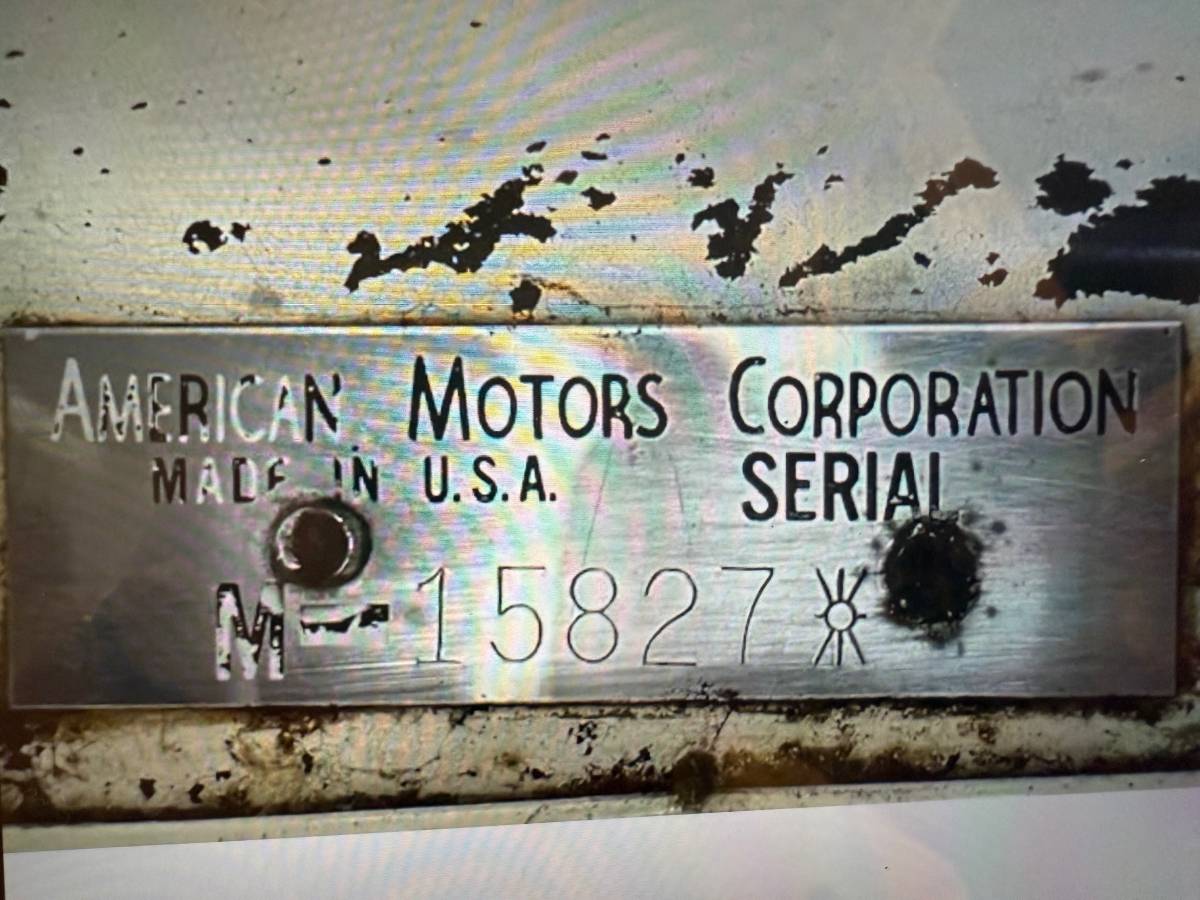 AMERICAN MOTORS CORPORATION
MADE IN U.S.A. SERIAL
M-15827*